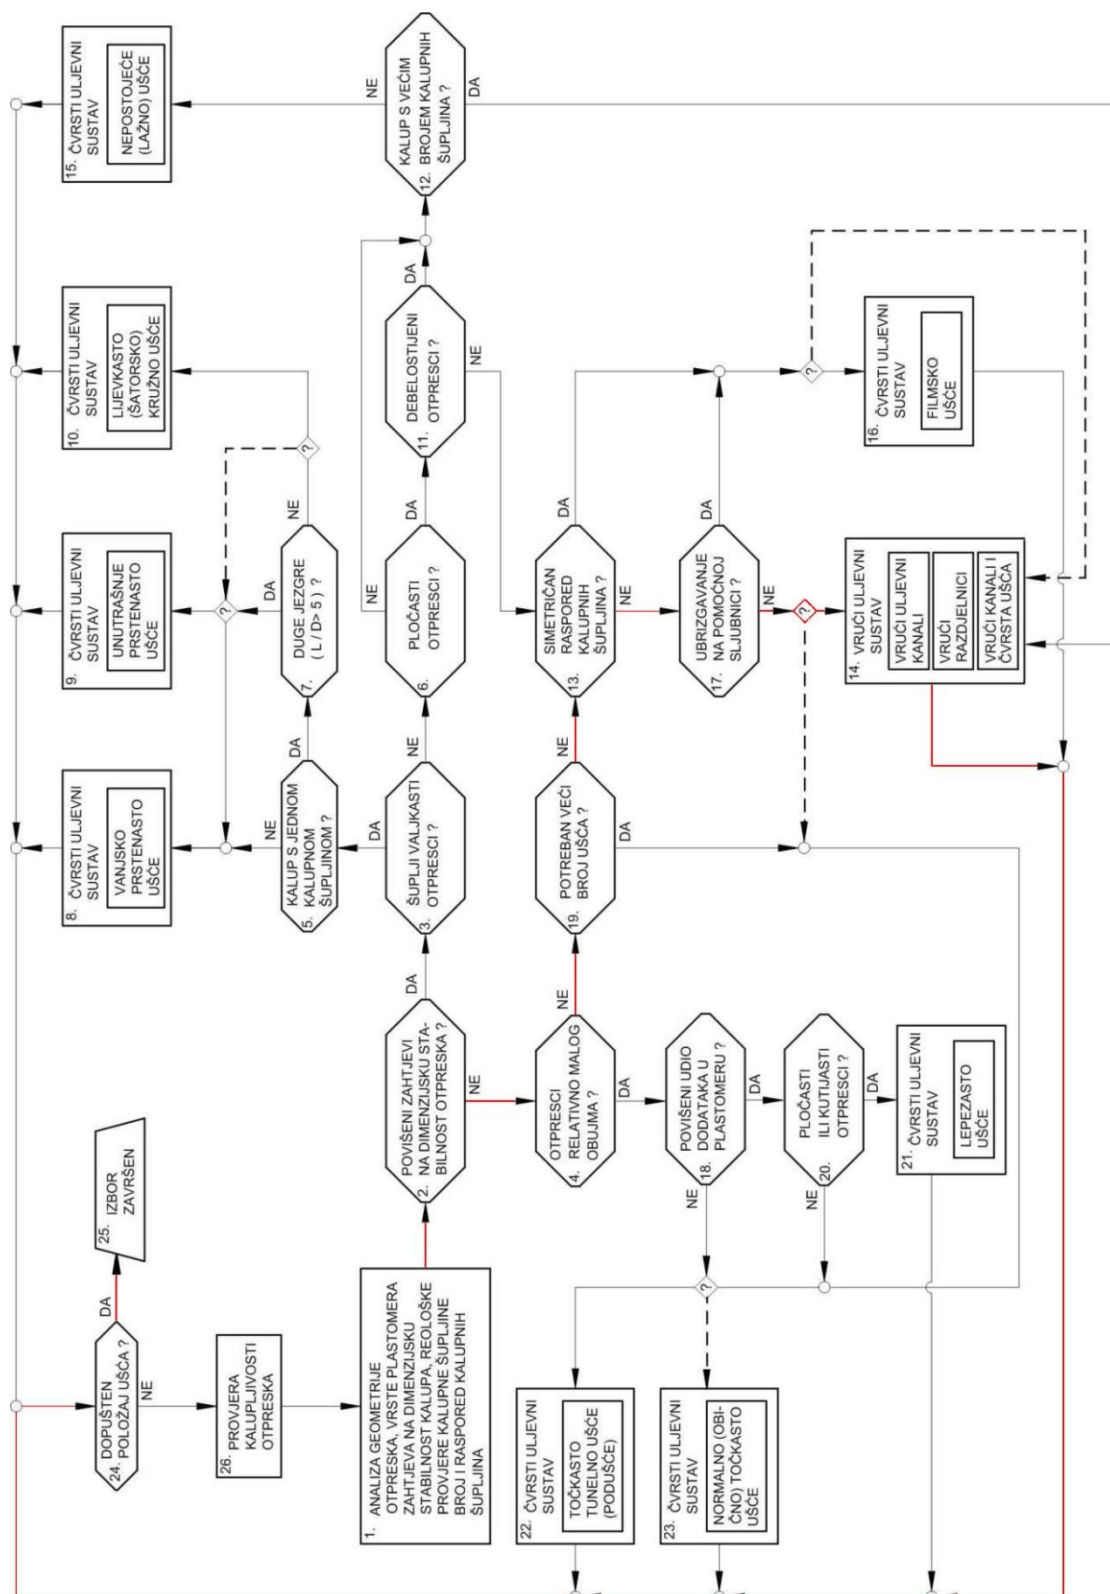 15. ČVRSTI ULJEVNI
SUSTAV
NEPOSTOJEĆE
(LAŽNO) UŠĆE
NE
KALUP S VEĆIM
BROJEM KALUPNIH
12. ŠUPLJINA ?
DA
10. ČVRSTI ULJEVNI
SUSTAV
LIJEVKASTO
(ŠATORSKO)
KRUŽNO UŠĆE
?
NE
DA
DEBELOSTIJENI
11. OTPRESCI ?
NE
?
16. ČVRSTI ULJEVNI
SUSTAV
FILMSKO
UŠĆE
9. ČVRSTI ULJEVNI
SUSTAV
UNUTRAŠNJE
PRSTENASTO
UŠĆE
?
DA
NE
DUGE JEZGRE
7. ( L / D> 5 ) ?
DA
NE
DA
PLOČASTI
6. OTPRESCI ?
NE
DA
SIMETRIČAN
RASPORED
KALUPNIH
13. ŠUPLJINA ?
NE
DA
UBRIZGAVANJE
NA POMOĆNOJ
17. SLJUBNICI ?
NE
?
14. VRUĆI ULJEVNI
SUSTAV
VRUĆI ULJEVNI
KANALI
VRUĆI
RAZDJELNICI
VRUĆI KANALI I
ČVRSTA UŠĆA
8. ČVRSTI ULJEVNI
SUSTAV
VANJSKO
PRSTENASTO
UŠĆE
NE
KALUP S JEDNOM
KALUPNOM
5. ŠUPLJINOM ?
DA
ŠUPLJI VALJKASTI
3. OTPRESCI ?
NE
POTREBAN VEĆI
19. BROJ UŠĆA ?
DA
DA
POVIŠENI ZAHTJEVI
NA DIMENZIJSKU STA-
2. BILNOST OTPRESKA ?
NE
NE
OTPRESCI
4. RELATIVNO MALOG
OBUJMA ?
DA
POVIŠENI UDIO
DODATAKA U
18. PLASTOMERU ?
NE
DA
PLOČASTI
ILI KUTIJASTI
20. OTPRESCI ?
NE
DA
21. ČVRSTI ULJEVNI
SUSTAV
LEPEZASTO
UŠĆE
25. IZBOR
ZAVRŠEN
DA
DOPUŠTEN
24. POLOŽAJ UŠĆA ?
NE
26. PROVJERA
KALUPLJIVOSTI
OTPRESKA
1. ANALIZA GEOMETRIJE
OTPRESKA, VRSTE PLASTOMERA
ZAHTJEVA NA DIMENZIJSKU
STABILNOST KALUPA, REOLOŠKE
PROVJERE KALUPNE ŠUPLJINE
BROJ I RASPORED KALUPNIH
ŠUPLJINA
?
22. ČVRSTI ULJEVNI
SUSTAV
TOČKASTO
TUNELNO UŠĆE
(PODUŠĆE)
23. ČVRSTI ULJEVNI
SUSTAV
NORMALNO (OBI-
ČNO) TOČKASTO
UŠĆE